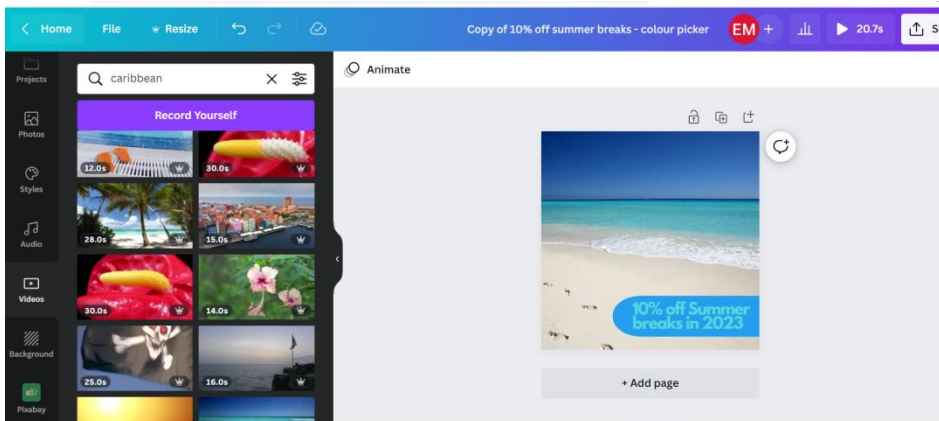 Home File Resize Copy of 10% off summer breaks - colour picker EM + 20.7s S
Projects
Photos
Styles
Audio
Videos
Background
Pixabay
caribbean
Record Yourself
12.0s 30.0s
28.0s 15.0s
30.0s 14.0s
25.0s 16.0s
Animate
10% off Summer
breaks in 2023
+ Add page